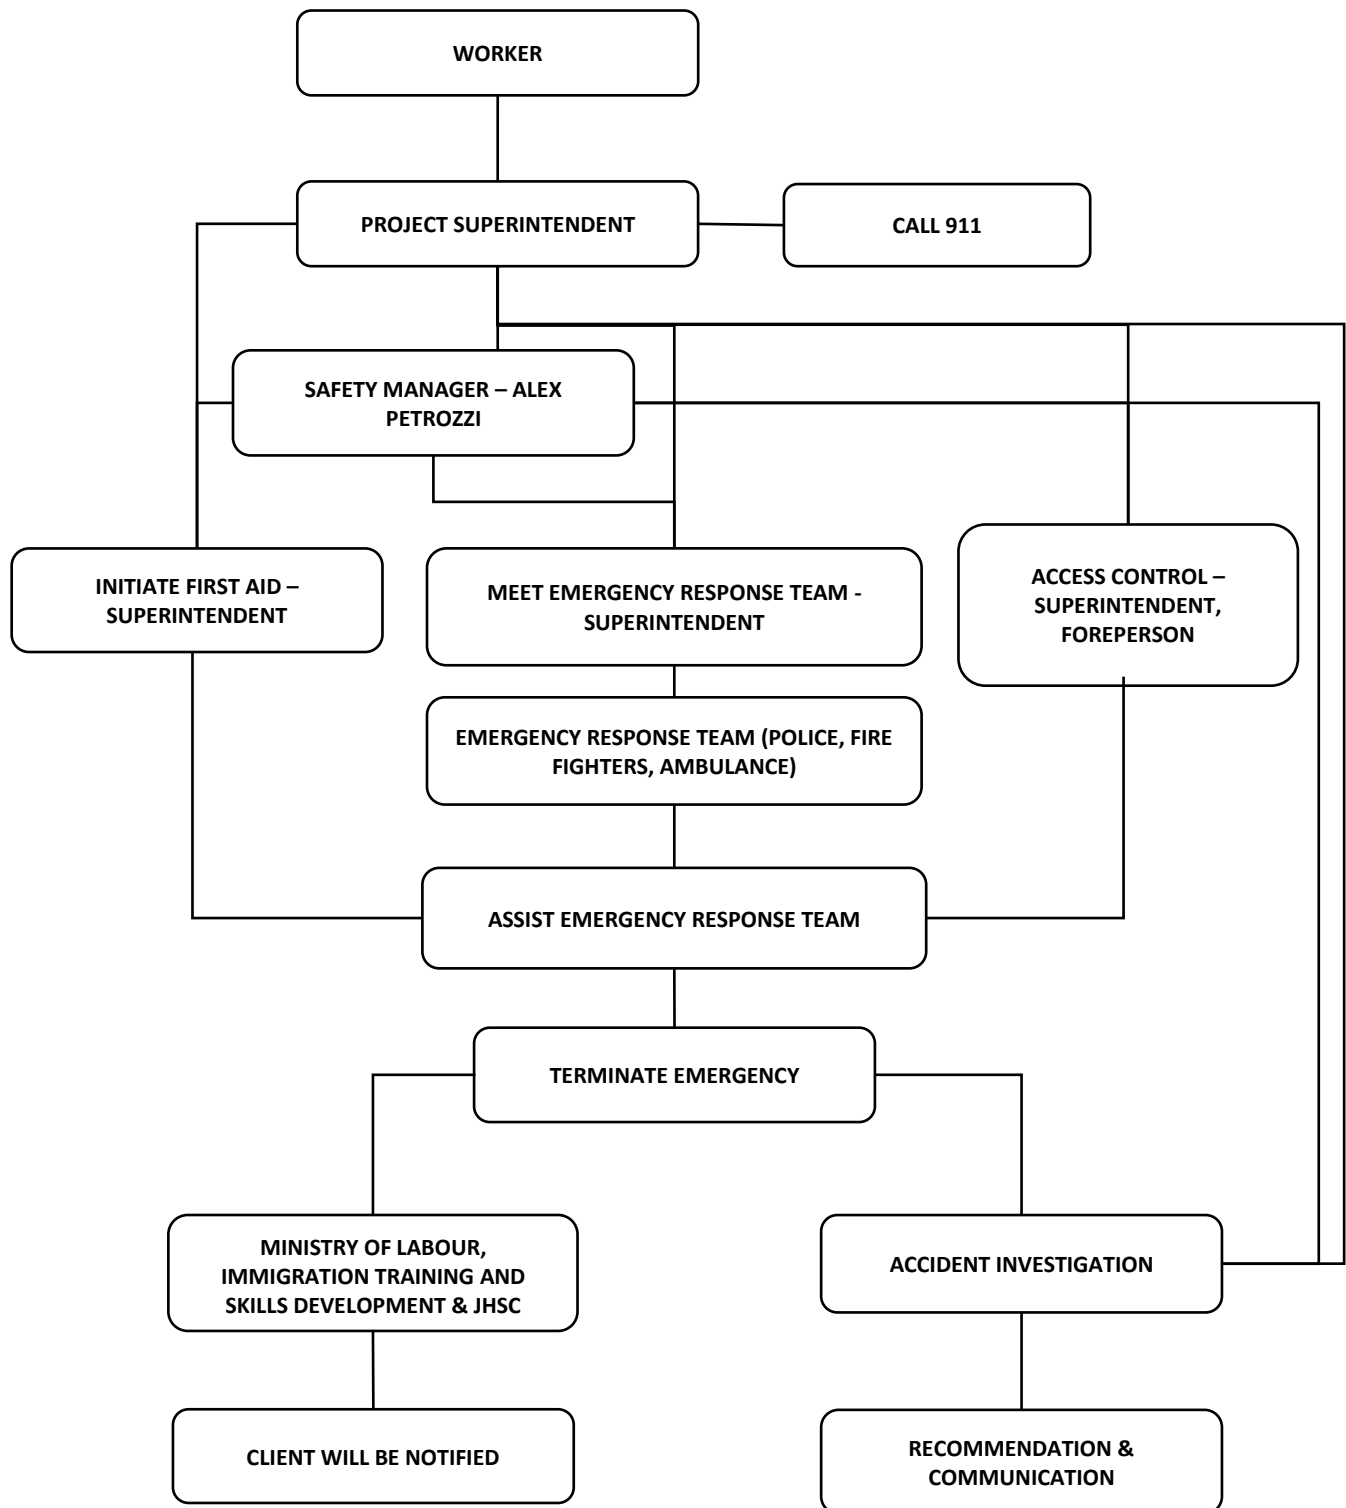 WORKER
PROJECT SUPERINTENDENT
CALL 911
SAFETY MANAGER – ALEX
PETROZZI
INITIATE FIRST AID –
SUPERINTENDENT
MEET EMERGENCY RESPONSE TEAM -
SUPERINTENDENT
ACCESS CONTROL –
SUPERINTENDENT,
FOREPERSON
EMERGENCY RESPONSE TEAM (POLICE, FIRE
FIGHTERS, AMBULANCE)
ASSIST EMERGENCY RESPONSE TEAM
TERMINATE EMERGENCY
MINISTRY OF LABOUR,
IMMIGRATION TRAINING AND
SKILLS DEVELOPMENT & JHSC
ACCIDENT INVESTIGATION
CLIENT WILL BE NOTIFIED
RECOMMENDATION &
COMMUNICATION